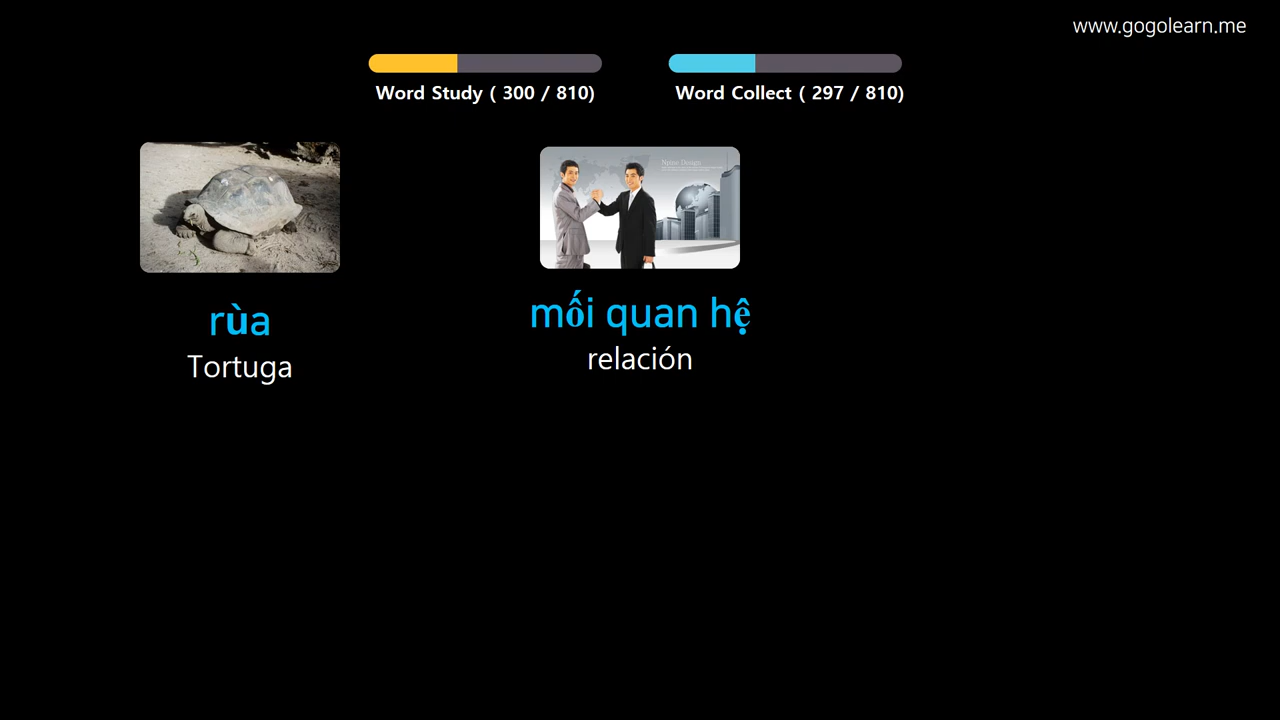 www.gogolearn.me
Word Study ( 300 / 810)
Word Collect ( 297 / 810)
rùa
Tortuga
mối quan hệ
relación